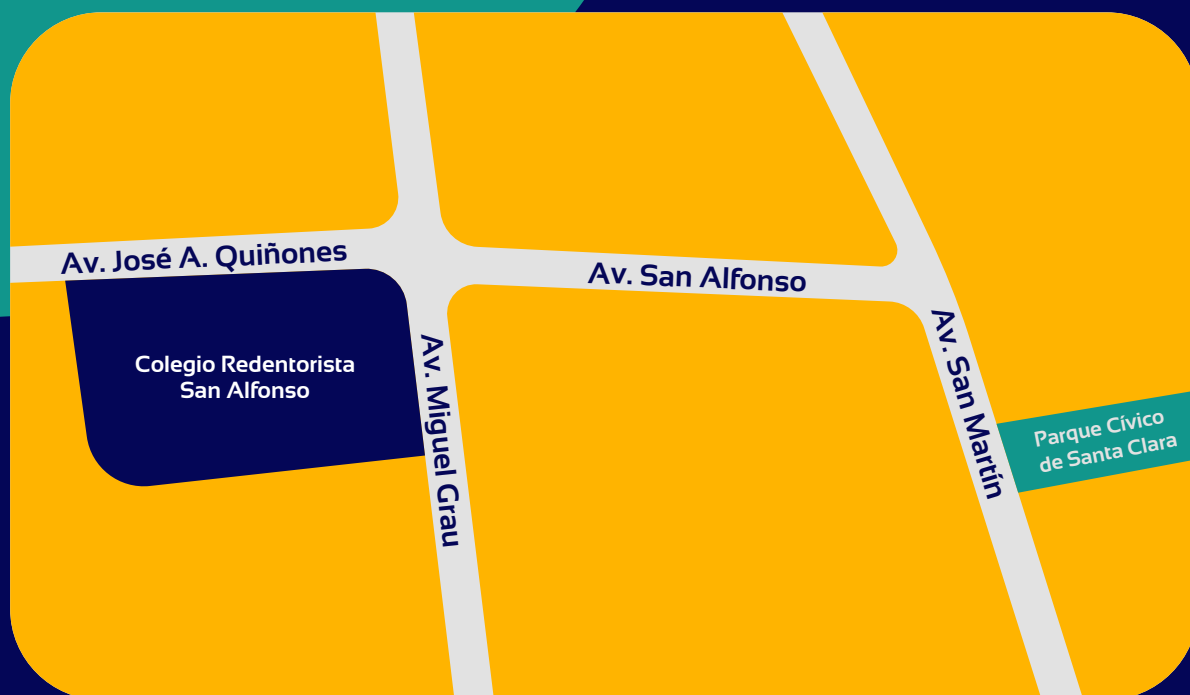 Av. José A. Quiñones
Av. San Alfonso
Colegio Redentorista
San Alfonso
Av. Miguel Grau
Av. San Martín
Parque Cívico
de Santa Clara